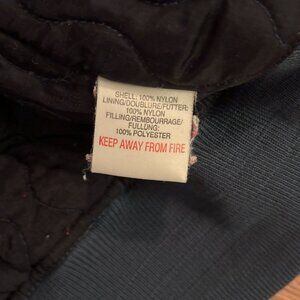 SHELL: 100% NYLON
LINING/DOUBLURE/FUTTER:
100% NYLON
FILLING/REMBOURRAGE/
FULLUNG:
100% POLYESTER
KEEP AWAY FROM FIRE